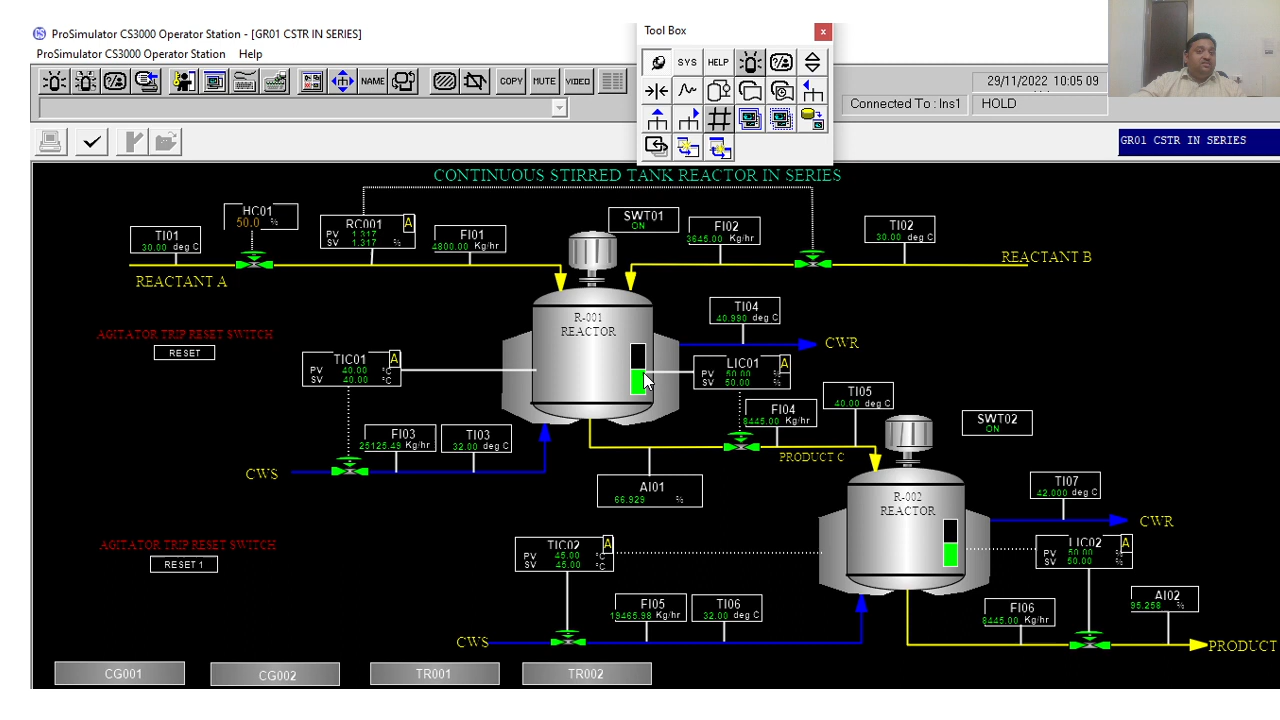 ProSimulator CS3000 Operator Station - [GR01 CSTR IN SERIES]
ProSimulator CS3000 Operator Station Help
Tool Box
SYS HELP
NAME COPY MUTE VIDEO
29/11/2022 10:05:09
Connected To : Ins1 HOLD
GR01 CSTR IN SERIES
CONTINUOUS STIRRED TANK REACTOR IN SERIES
HC01
50.0 %
TI01
30.00 deg C
RC001 A
PV 1.317
SV 1.317 %
FI01
4800.00 Kg/hr
SWT01
ON
FI02
3645.00 Kg/hr
TI02
30.00 deg C
REACTANT A
REACTANT B
R-001
REACTOR
TI04
40.990 deg C
CWR
AGITATOR TRIP RESET SWITCH
RESET
TIC01 A
PV 40.00 °C
SV 40.00 °C
LIC01 A
PV 50.00 %
SV 50.00 %
TI05
40.00 deg C
FI04
8445.00 Kg/hr
SWT02
ON
FI03
25125.49 Kg/hr
TI03
32.00 deg C
PRODUCT C
CWS
AI01
66.929 %
R-002
REACTOR
TI07
42.000 deg C
CWR
AGITATOR TRIP RESET SWITCH
RESET 1
TIC02 A
PV 45.00 °C
SV 45.00 °C
LIC02 A
PV 50.00 %
SV 50.00 %
FI05
19465.98 Kg/hr
TI06
32.00 deg C
FI06
8445.00 Kg/hr
AI02
95.258 %
CWS
PRODUCT
CG001 CG002 TR001 TR002